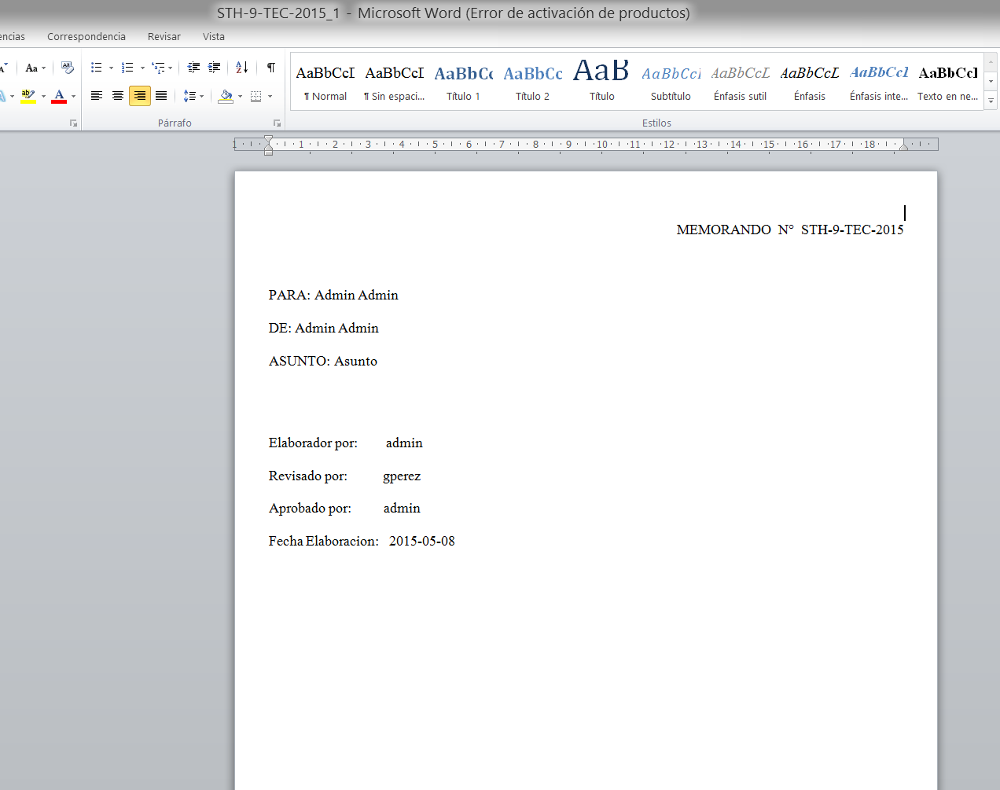 STH-9-TEC-2015_1 - Microsoft Word (Error de activación de productos)
encias Correspondencia Revisar Vista
Aa
AaBbCcI AaBbCcI AaBbCc AaBbCc AaB AaBbCcI AaBbCcL AaBbCcL AaBbCcI AaBbCcI
¶ Normal ¶ Sin espaci... Título 1 Título 2 Título Subtítulo Énfasis sutil Énfasis Énfasis inte... Texto en ne...
Párrafo Estilos
1 1 2 3 4 5 6 7 8 9 10 11 12 13 14 15 16 17 18
MEMORANDO N° STH-9-TEC-2015
PARA: Admin Admin
DE: Admin Admin
ASUNTO: Asunto
Elaborador por: admin
Revisado por: gperez
Aprobado por: admin
Fecha Elaboracion: 2015-05-08